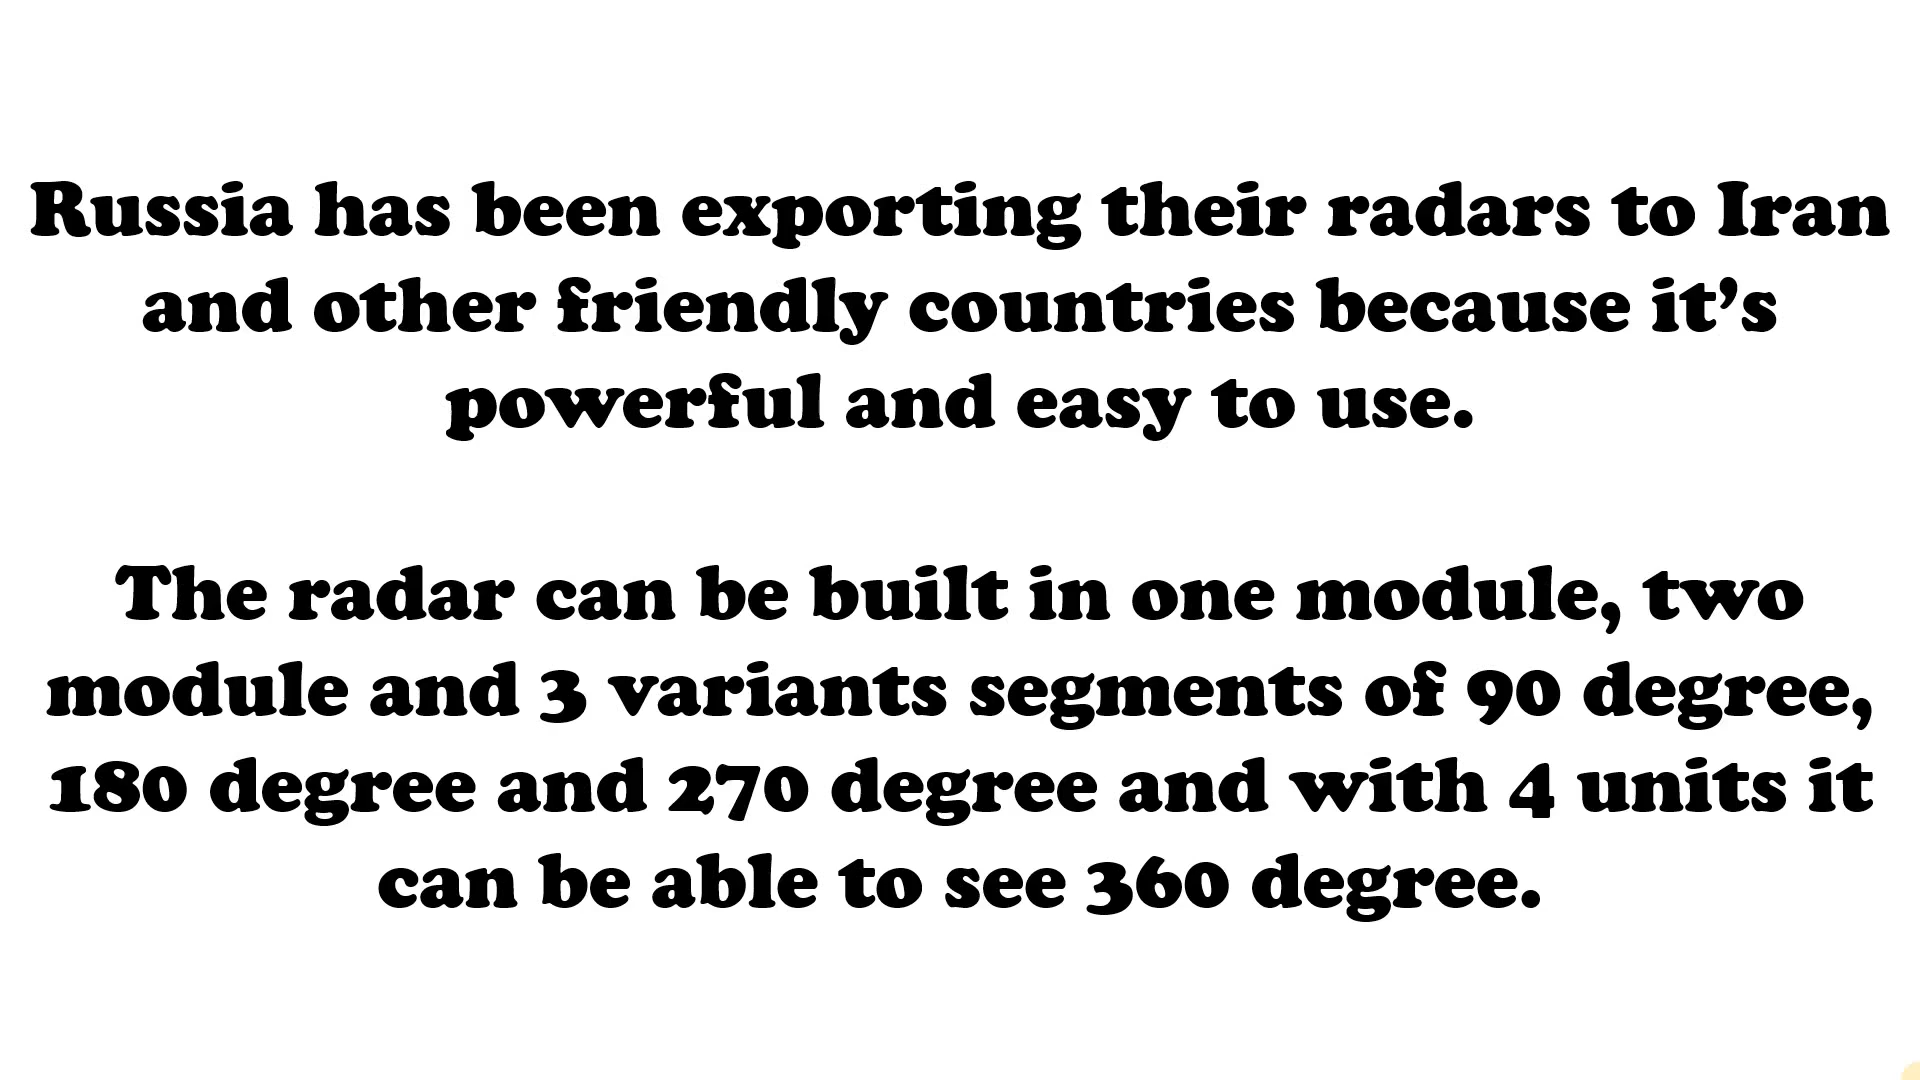 Russia has been exporting their radars to Iran
and other friendly countries because it’s
powerful and easy to use.
The radar can be built in one module, two
module and 3 variants segments of 90 degree,
180 degree and 270 degree and with 4 units it
can be able to see 360 degree.